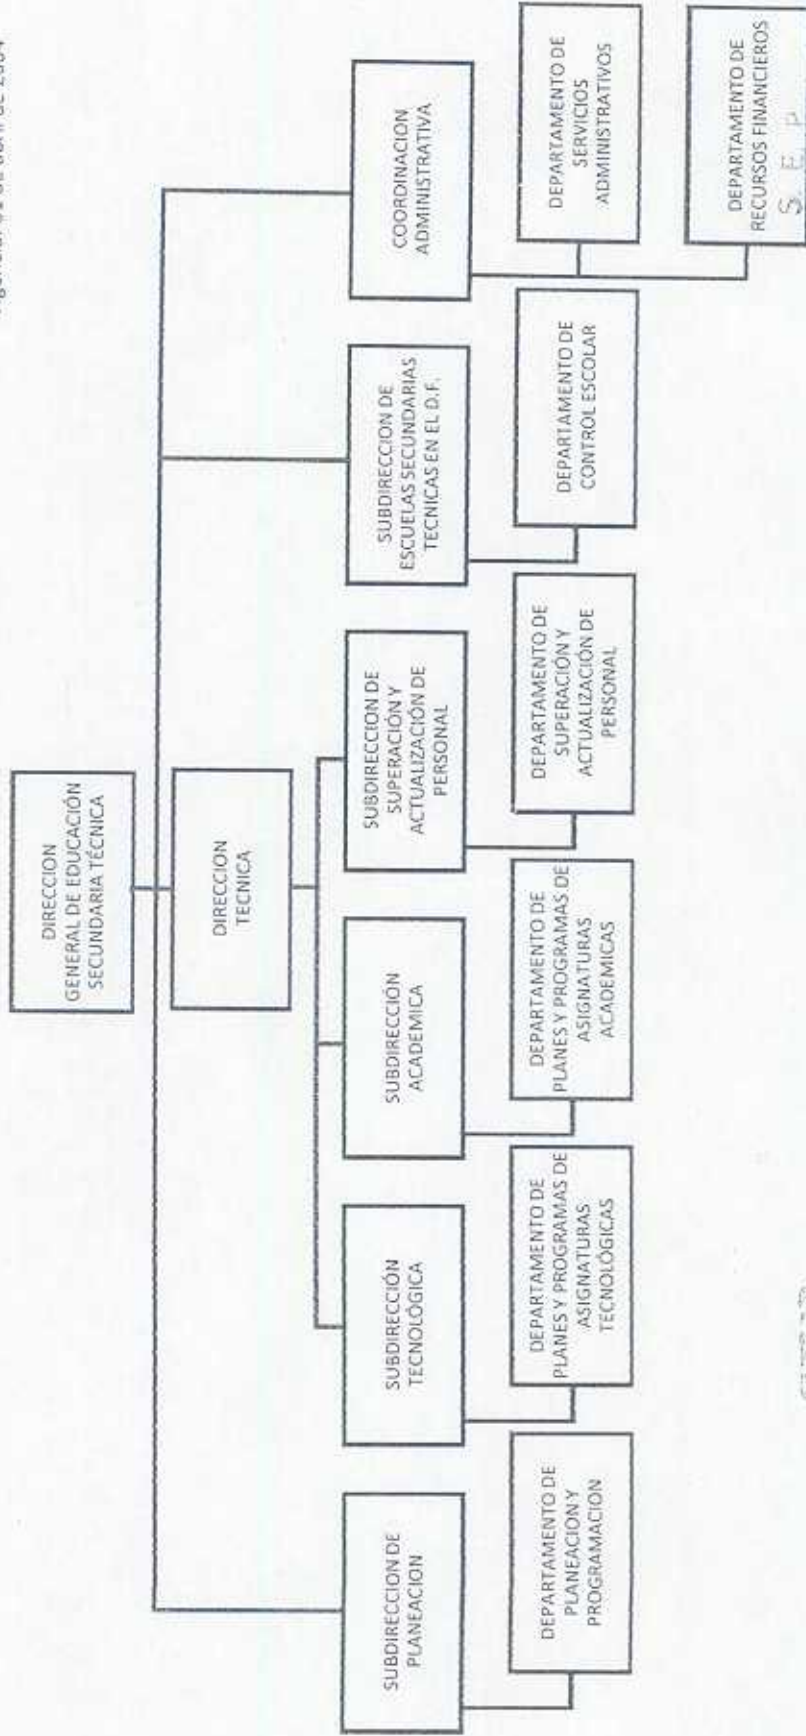 DIRECCION
GENERAL DE EDUCACIÓN
SECUNDARIA TÉCNICA
DIRECCION
TECNICA
SUBDIRECCION DE
PLANEACION
SUBDIRECCIÓN
TECNOLÓGICA
SUBDIRECCIÓN
ACADEMICA
SUBDIRECCION DE
SUPERACIÓN Y
ACTUALIZACIÓN DE
PERSONAL
SUBDIRECCION DE
ESCUELAS SECUNDARIAS
TECNICAS EN EL D.F.
COORDINACION
ADMINISTRATIVA
DEPARTAMENTO DE
PLANEACION Y
PROGRAMACION
DEPARTAMENTO DE
PLANES Y PROGRAMAS DE
ASIGNATURAS
TECNOLÓGICAS
DEPARTAMENTO DE
PLANES Y PROGRAMAS DE
ASIGNATURAS
ACADEMICAS
DEPARTAMENTO DE
SUPERACIÓN Y
ACTUALIZACIÓN DE
PERSONAL
DEPARTAMENTO DE
CONTROL ESCOLAR
DEPARTAMENTO DE
SERVICIOS
ADMINISTRATIVOS
DEPARTAMENTO DE
RECURSOS FINANCIEROS
S. E. P.